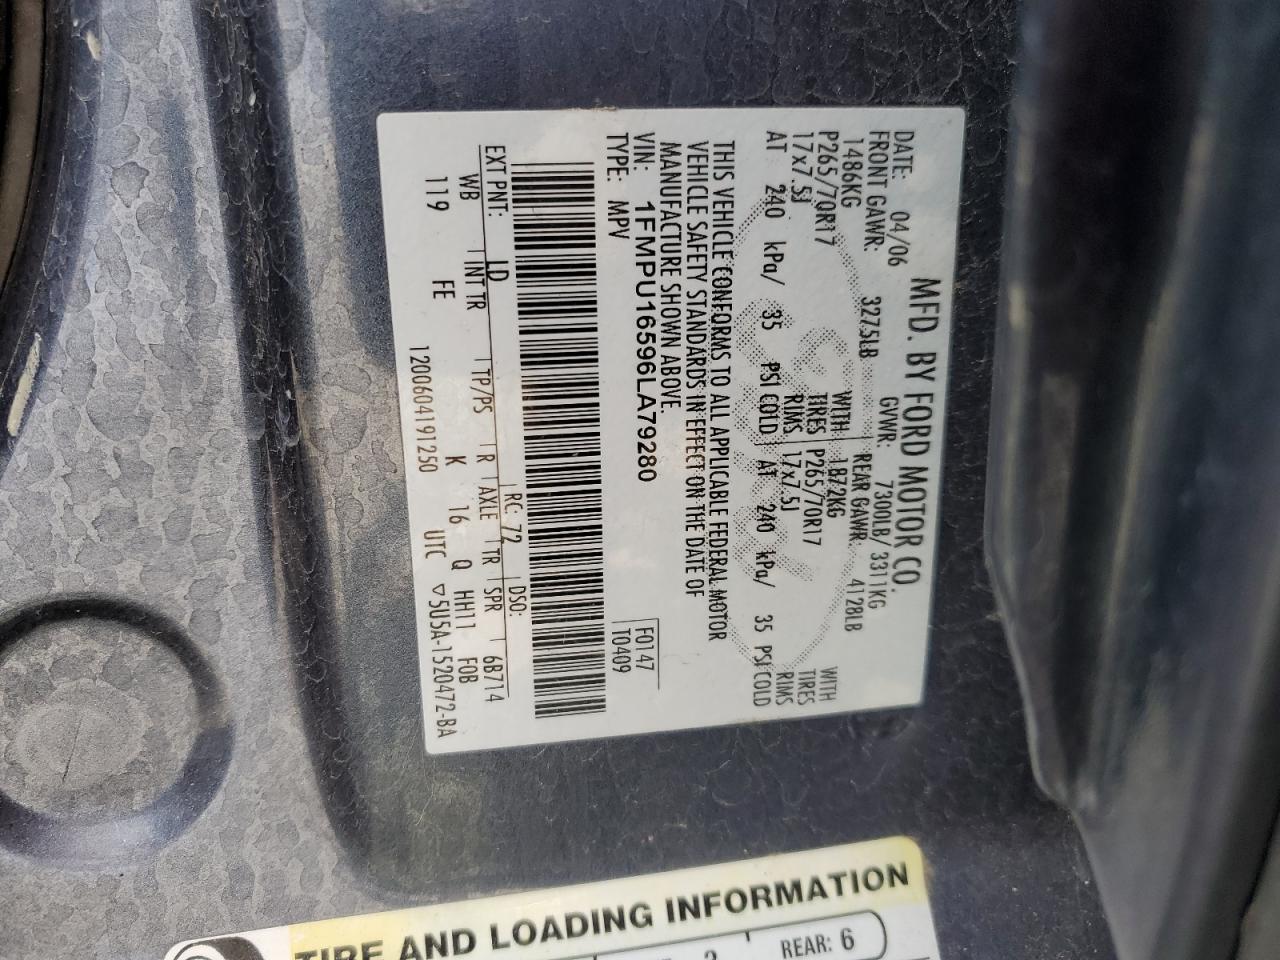 MFD. BY FORD MOTOR CO.
DATE: 04/06 GVWR: 7300LB/ 3311KG
FRONT GAWR: 3275LB REAR GAWR: 4128LB
1486KG WITH 1872KG WITH
P265/70R17 TIRES P265/70R17 TIRES
17x7.5J RIMS 17x7.5J RIMS
AT 240 kPa/ 35 PSI COLD AT 240 kPa/ 35 PSI COLD
THIS VEHICLE CONFORMS TO ALL APPLICABLE FEDERAL MOTOR
VEHICLE SAFETY STANDARDS IN EFFECT ON THE DATE OF
MANUFACTURE SHOWN ABOVE.
VIN: 1FMPU16596LA79280 F0147
TYPE: MPV T0409
EXT PNT: LD RC: 72 DSO:
WB INT TR TP/PS R AXLE TR SPR 6B714
119 FE K 16 Q HH11 F0B
1200604191250 UTC ▽5U5A-1520472-BA
TIRE AND LOADING INFORMATION
REAR: 6